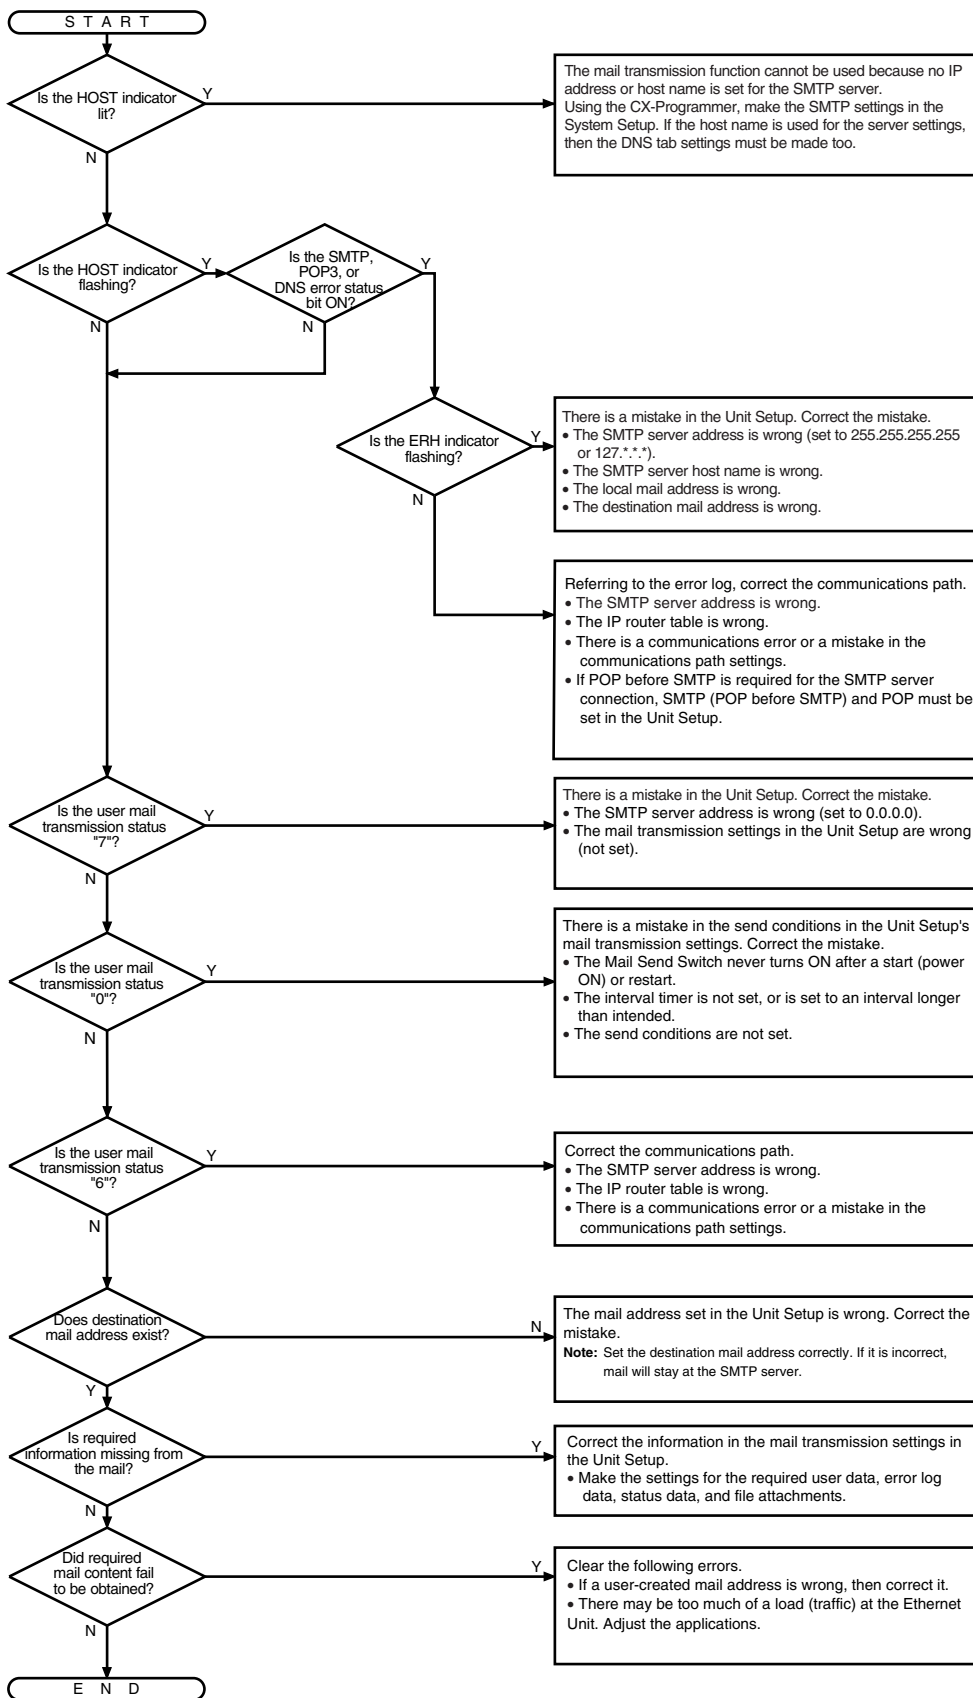 S T A R T
Is the HOST indicator
lit?
Y
N
The mail transmission function cannot be used because no IP
address or host name is set for the SMTP server.
Using the CX-Programmer, make the SMTP settings in the
System Setup. If the host name is used for the server settings,
then the DNS tab settings must be made too.
Is the HOST indicator
flashing?
Y
N
Is the SMTP,
POP3, or
DNS error status
bit ON?
Y
N
Is the ERH indicator
flashing?
Y
N
There is a mistake in the Unit Setup. Correct the mistake.
• The SMTP server address is wrong (set to 255.255.255.255
or 127.*.*.*).
• The SMTP server host name is wrong.
• The local mail address is wrong.
• The destination mail address is wrong.
Referring to the error log, correct the communications path.
• The SMTP server address is wrong.
• The IP router table is wrong.
• There is a communications error or a mistake in the
communications path settings.
• If POP before SMTP is required for the SMTP server
connection, SMTP (POP before SMTP) and POP must be
set in the Unit Setup.
Is the user mail
transmission status
"7"?
Y
N
There is a mistake in the Unit Setup. Correct the mistake.
• The SMTP server address is wrong (set to 0.0.0.0).
• The mail transmission settings in the Unit Setup are wrong
(not set).
Is the user mail
transmission status
"0"?
Y
N
There is a mistake in the send conditions in the Unit Setup's
mail transmission settings. Correct the mistake.
• The Mail Send Switch never turns ON after a start (power
ON) or restart.
• The interval timer is not set, or is set to an interval longer
than intended.
• The send conditions are not set.
Is the user mail
transmission status
"6"?
Y
N
Correct the communications path.
• The SMTP server address is wrong.
• The IP router table is wrong.
• There is a communications error or a mistake in the
communications path settings.
Does destination
mail address exist?
N
Y
The mail address set in the Unit Setup is wrong. Correct the
mistake.
Note: Set the destination mail address correctly. If it is incorrect,
mail will stay at the SMTP server.
Is required
information missing from
the mail?
Y
N
Correct the information in the mail transmission settings in
the Unit Setup.
• Make the settings for the required user data, error log
data, status data, and file attachments.
Did required
mail content fail
to be obtained?
Y
N
Clear the following errors.
• If a user-created mail address is wrong, then correct it.
• There may be too much of a load (traffic) at the Ethernet
Unit. Adjust the applications.
E N D